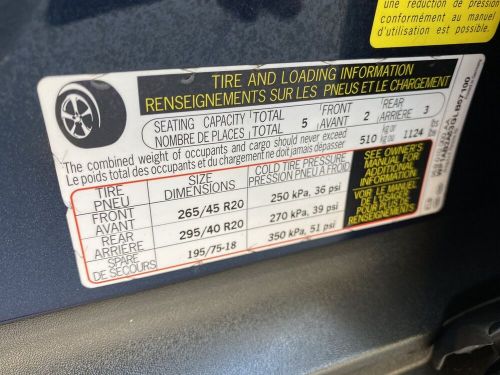 une réduction de pression
conformément au manuel
d'utilisation est possible.
TIRE AND LOADING INFORMATION
RENSEIGNEMENTS SUR LES PNEUS ET LE CHARGEMENT
SEATING CAPACITY TOTAL 5 FRONT 2 REAR 3
NOMBRE DE PLACES TOTAL AVANT ARRIÈRE
The combined weight of occupants and cargo should never exceed 510 kg or 1124
Le poids total des occupants et du chargement ne doit jamais dépasser kg ou
TIRE SIZE COLD TIRE PRESSURE
PNEU DIMENSIONS PRESSION PNEU À FROID
FRONT 265/45 R20 250 kPa, 36 psi
AVANT
REAR 295/40 R20 270 kPa, 39 psi
ARRIÈRE
SPARE 195/75-18 350 kPa, 51 psi
DE SECOURS
SEE OWNER'S
MANUAL FOR
ADDITIONAL
INFORMATION
VOIR LE MANUEL
DE L'USAGER
POUR PLUS DE
RENSEIGNEMENTS